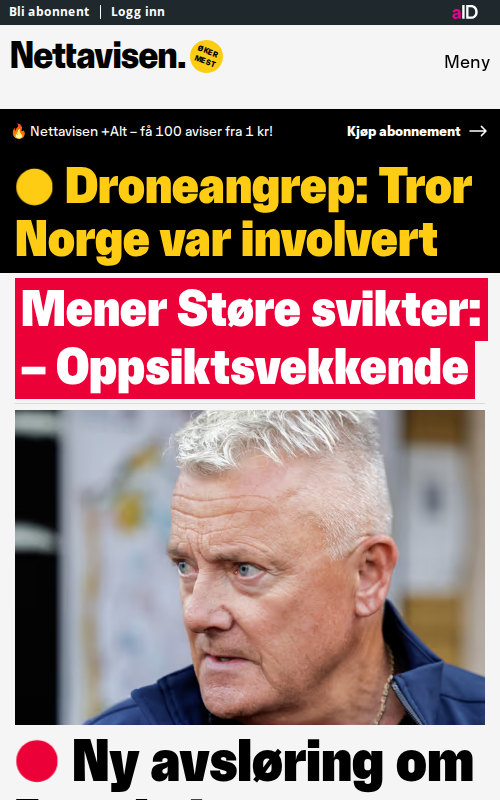 Bli abonnent
Logg inn
aID
Nettavisen.
ØKER
MEST
Meny
🔥 Nettavisen +Alt – få 100 aviser fra 1 kr!
Kjøp abonnement →
Droneangrep: Tror
Norge var involvert
Mener Støre svikter:
– Oppsiktsvekkende
Ny avsløring om